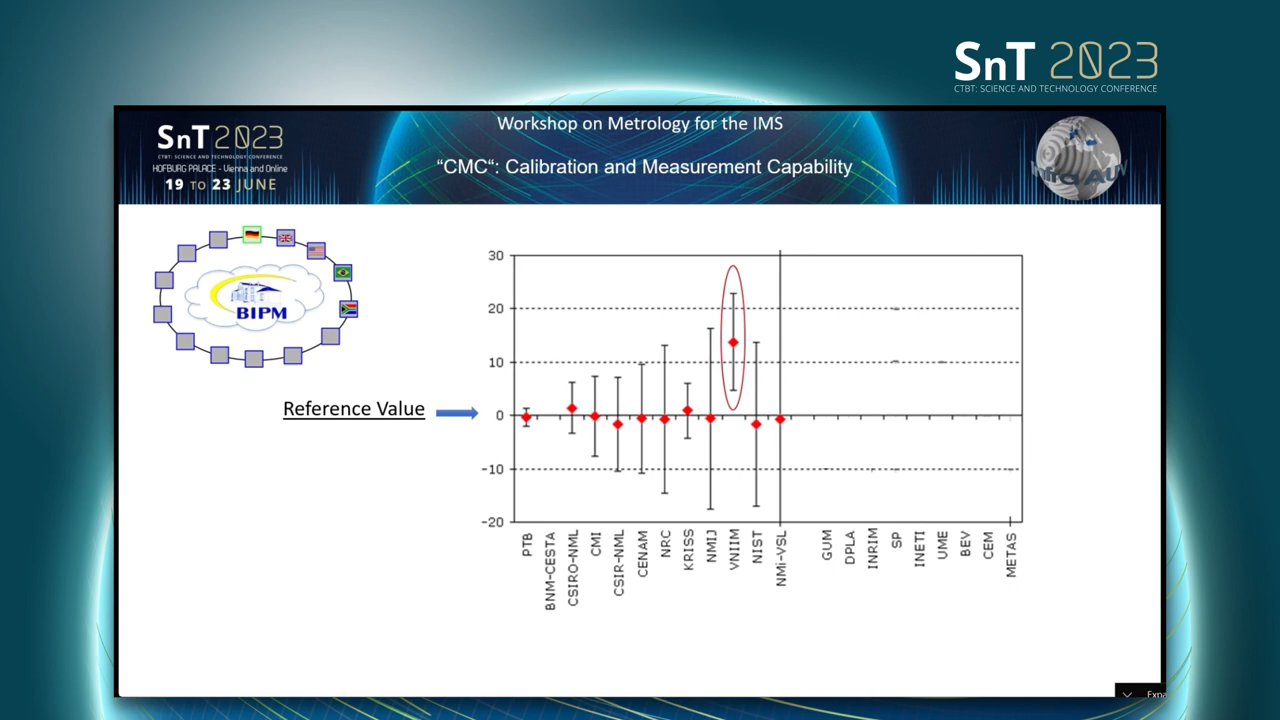 SnT 2023
CTBT: SCIENCE AND TECHNOLOGY CONFERENCE
SnT 2023
CTBT: SCIENCE AND TECHNOLOGY CONFERENCE
HOFBURG PALACE - Vienna and Online
19 TO 23 JUNE
Workshop on Metrology for the IMS
“CMC“: Calibration and Measurement Capability
Infra AUV
BIPM
Reference Value
30
20
10
0
-10
-20
PTB
BNM-CESTA
CSIRO-NML
CMI
CSIR-NML
CENAM
NRC
KRISS
NMIJ
VNIIM
NIST
NMi-VSL
GUM
DPLA
INRIM
SP
INETI
UME
BEV
CEM
METAS
Expa